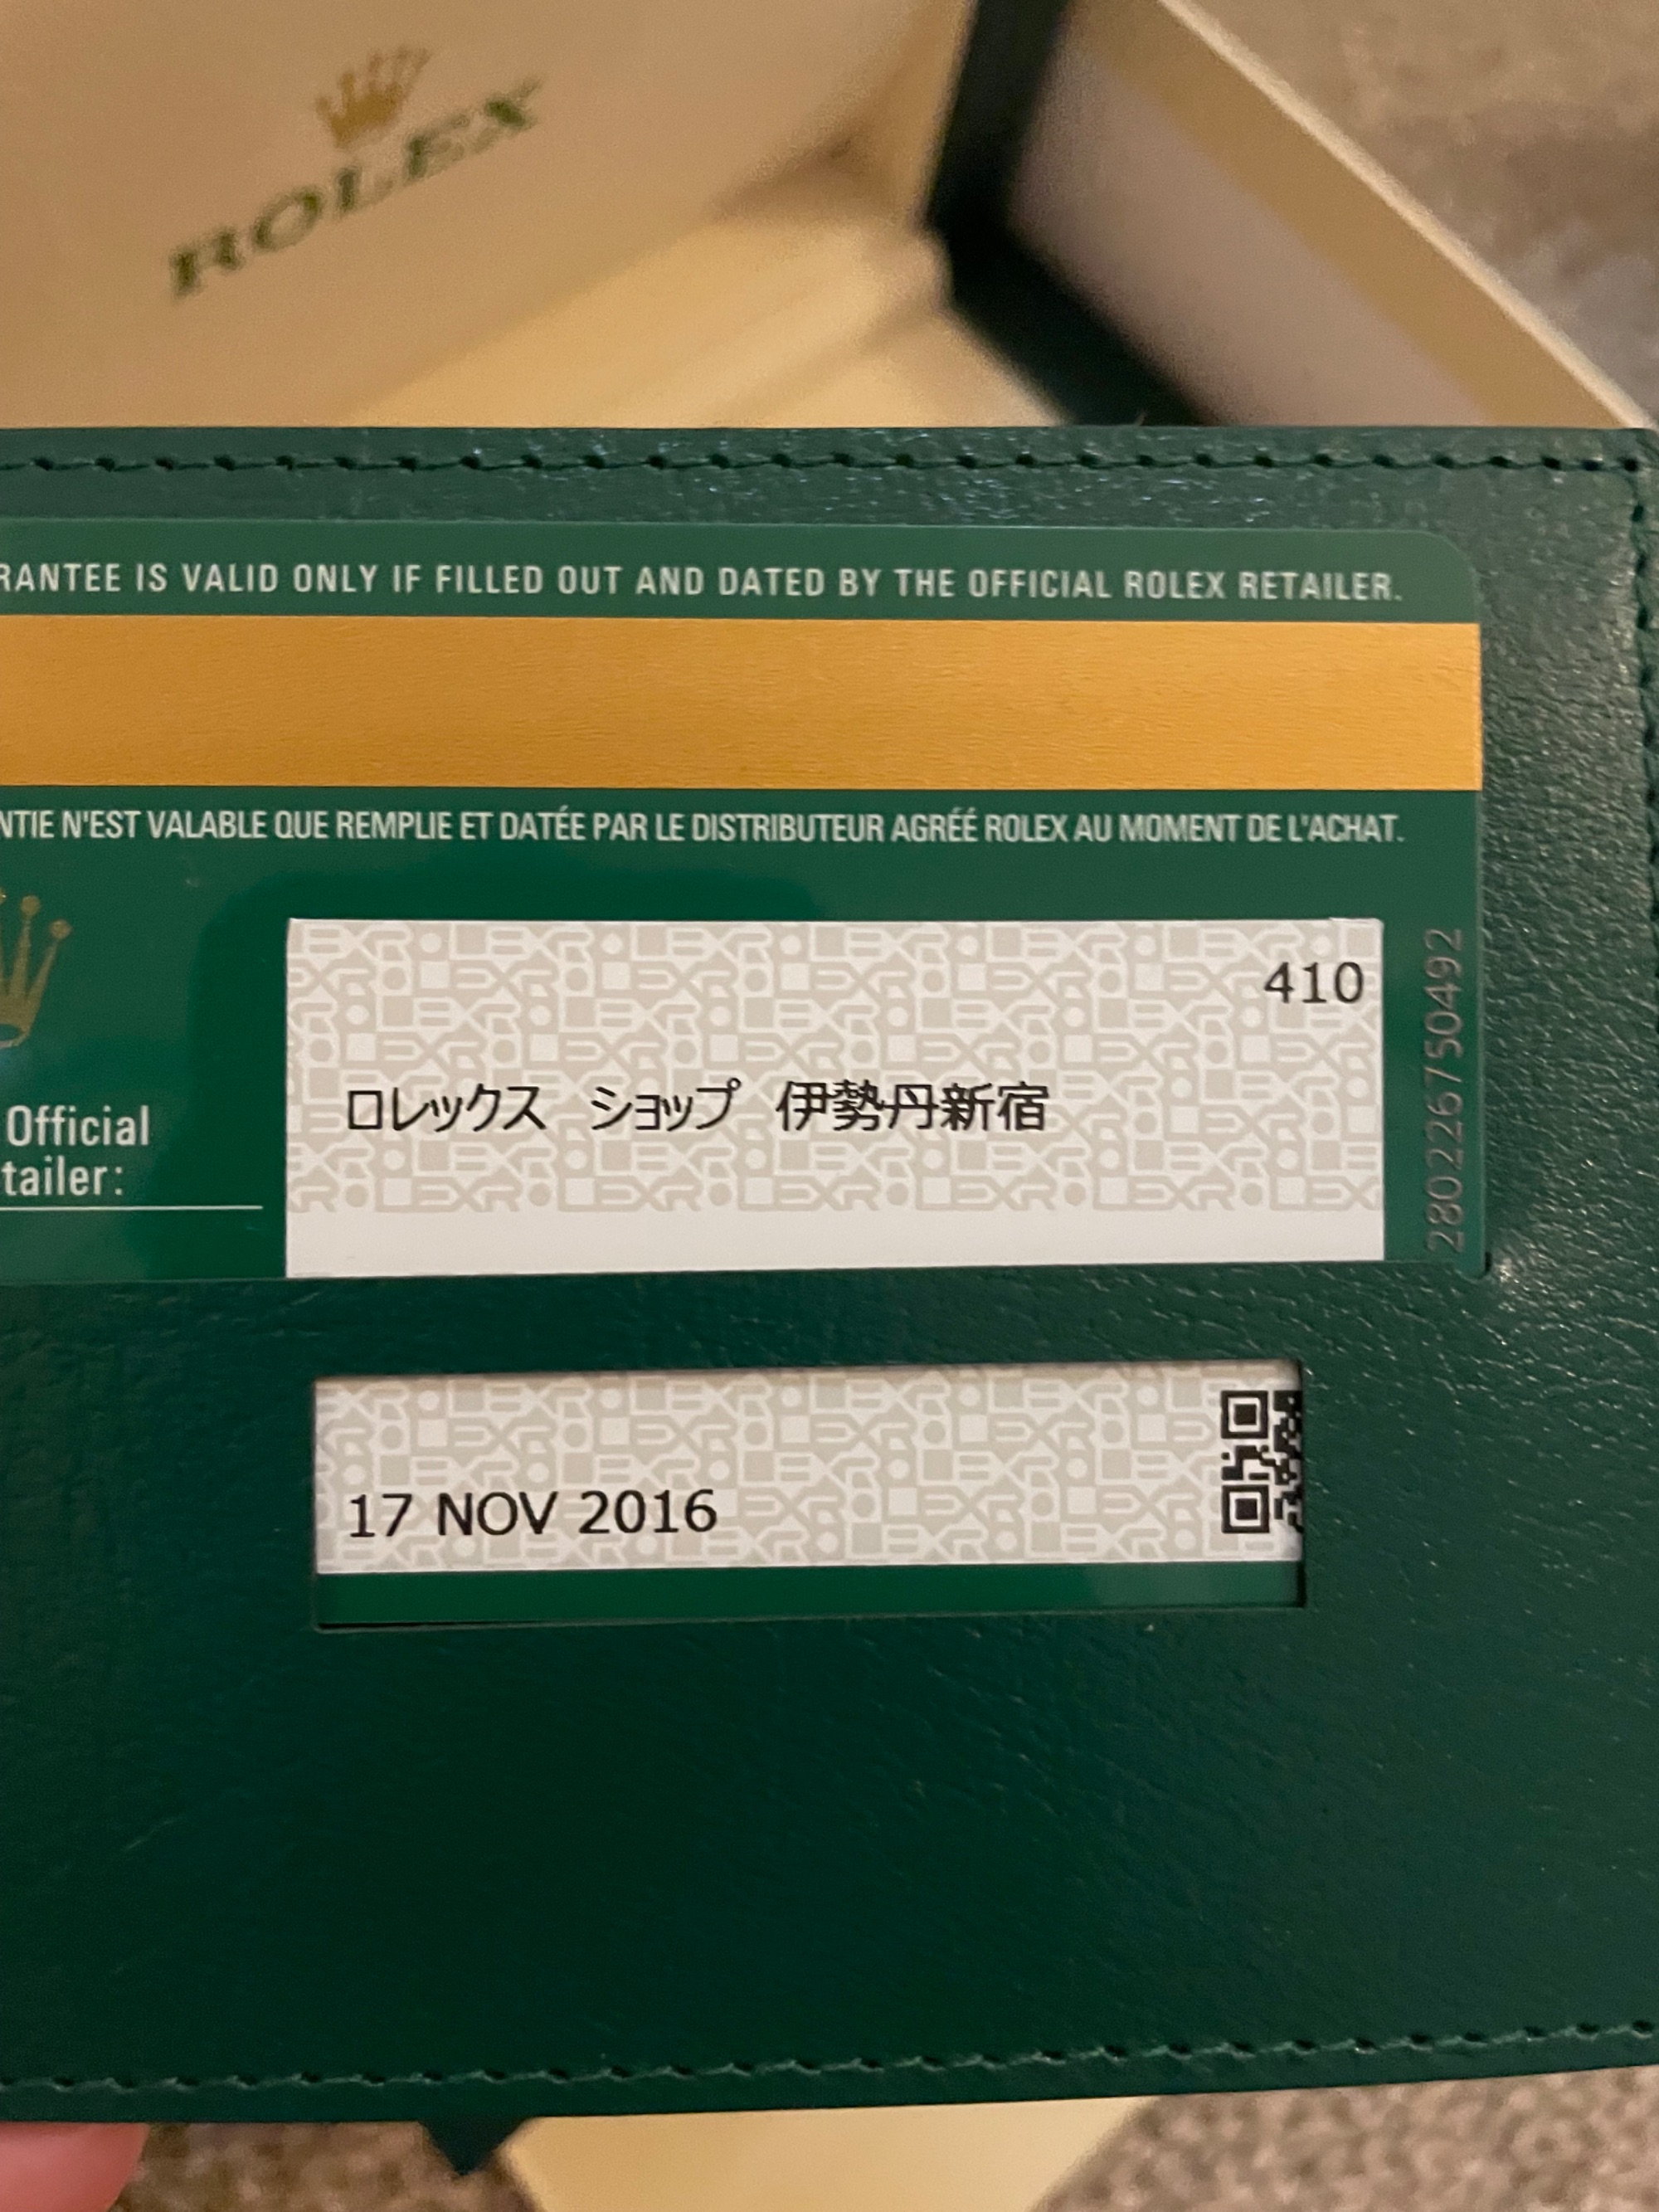 ROLEX
RANTEE IS VALID ONLY IF FILLED OUT AND DATED BY THE OFFICIAL ROLEX RETAILER.
NTIE N'EST VALABLE QUE REMPLIE ET DATÉE PAR LE DISTRIBUTEUR AGRÉÉ ROLEX AU MOMENT DE L'ACHAT.
410
ロレックス ショップ 伊勢丹新宿
Official
tailer:
280226750492
17 NOV 2016